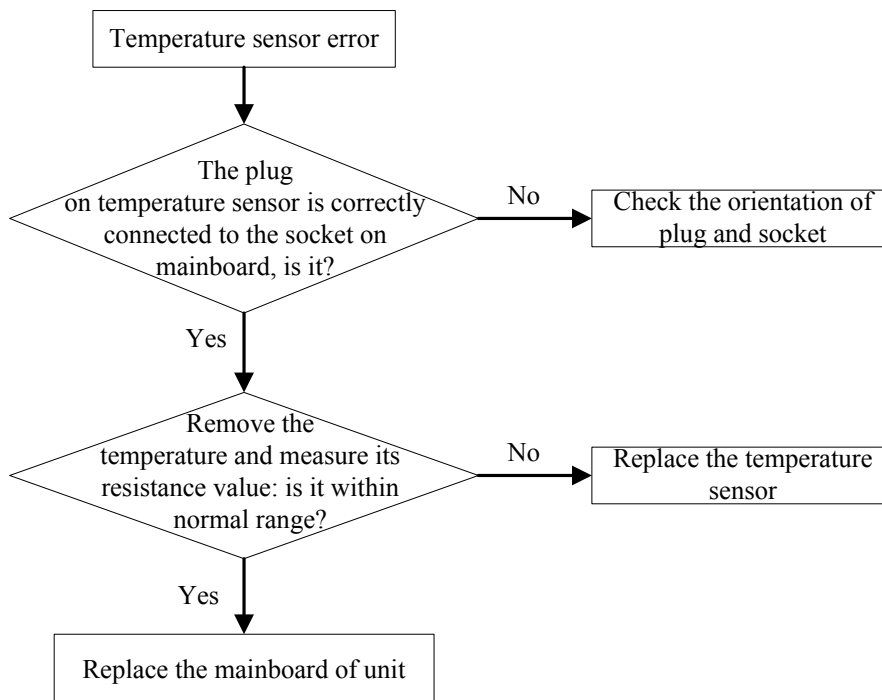 Temperature sensor error
The plug
on temperature sensor is correctly
connected to the socket on
mainboard, is it?
No
Check the orientation of
plug and socket
Yes
Remove the
temperature and measure its
resistance value: is it within
normal range?
No
Replace the temperature
sensor
Yes
Replace the mainboard of unit